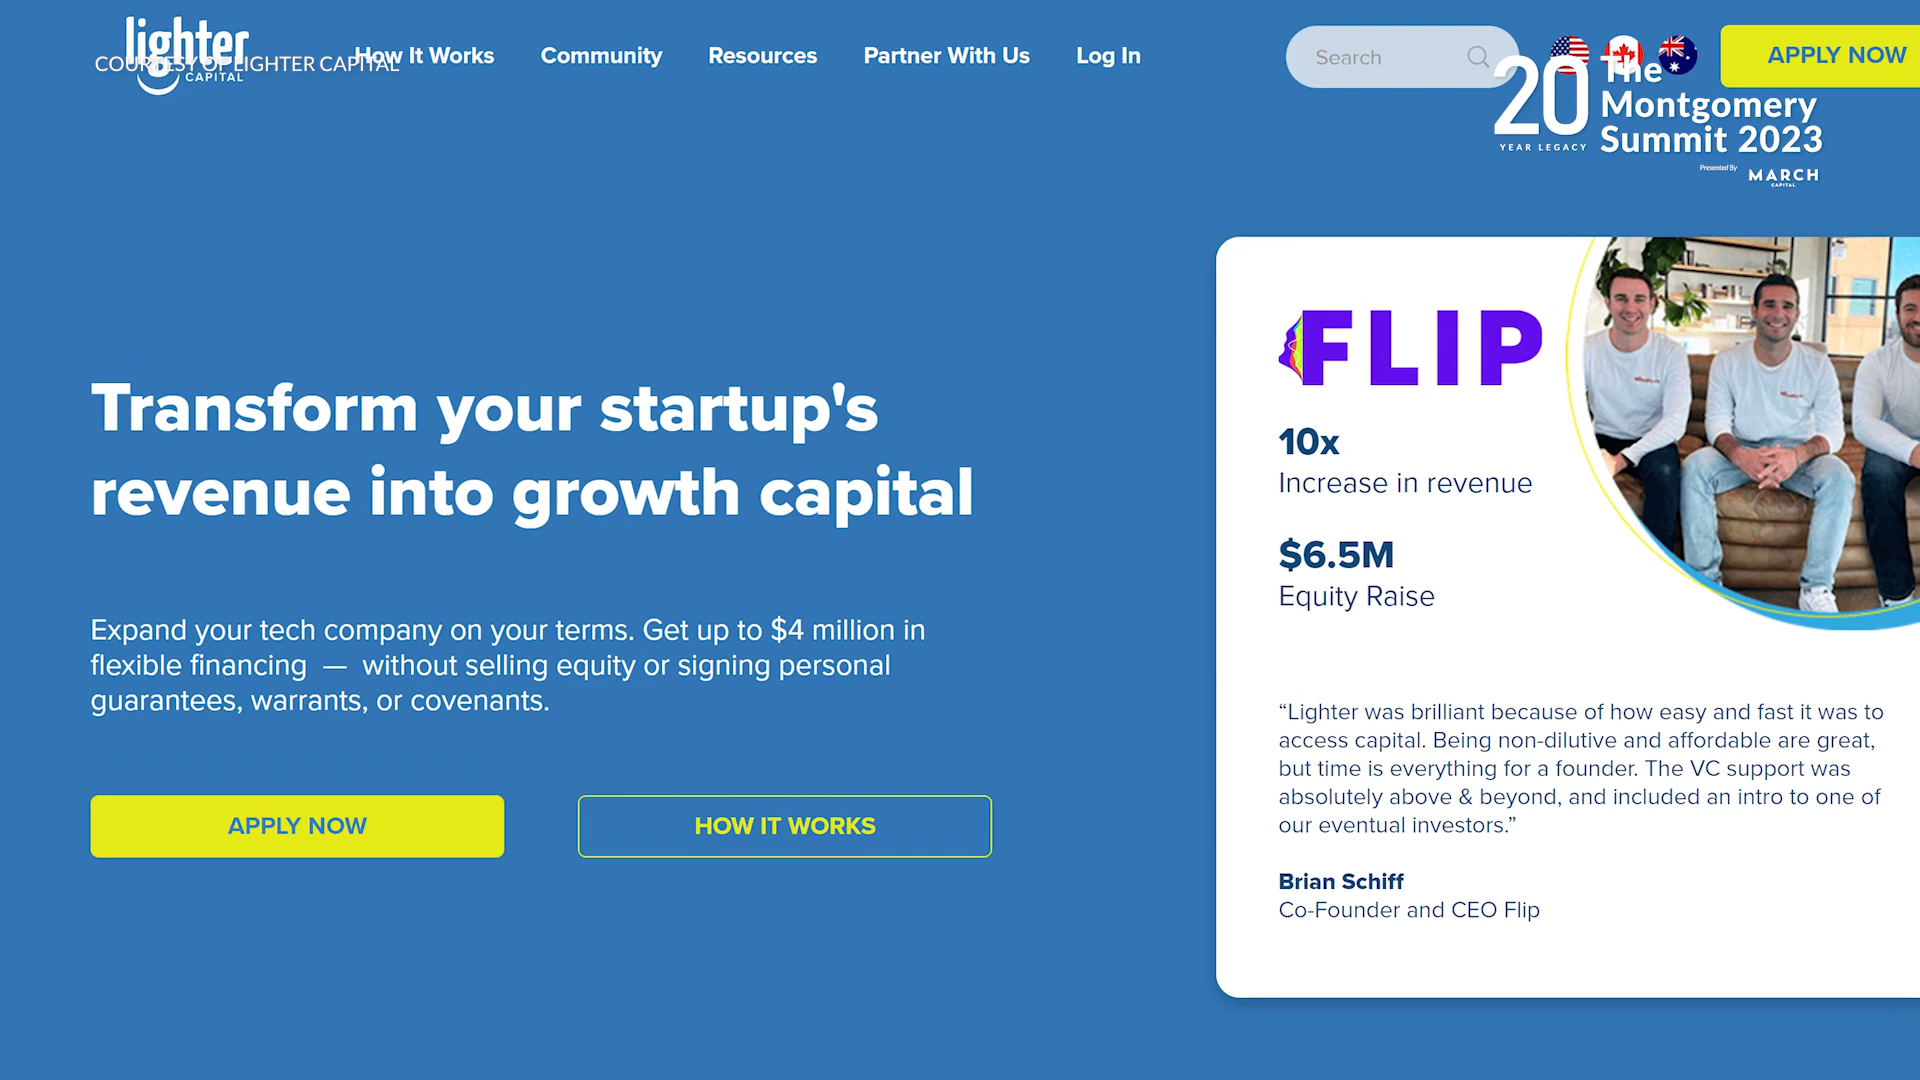 lighter
CAPITAL
COURTESY OF LIGHTER CAPITAL
How It Works
Community
Resources
Partner With Us
Log In
Search
APPLY NOW
20
YEAR LEGACY
The
Montgomery
Summit 2023
Presented By
MARCH
CAPITAL
Transform your startup's
revenue into growth capital
Expand your tech company on your terms. Get up to $4 million in
flexible financing — without selling equity or signing personal
guarantees, warrants, or covenants.
APPLY NOW
HOW IT WORKS
FLIP
10x
Increase in revenue
$6.5M
Equity Raise
“Lighter was brilliant because of how easy and fast it was to
access capital. Being non-dilutive and affordable are great,
but time is everything for a founder. The VC support was
absolutely above & beyond, and included an intro to one of
our eventual investors.”
Brian Schiff
Co-Founder and CEO Flip